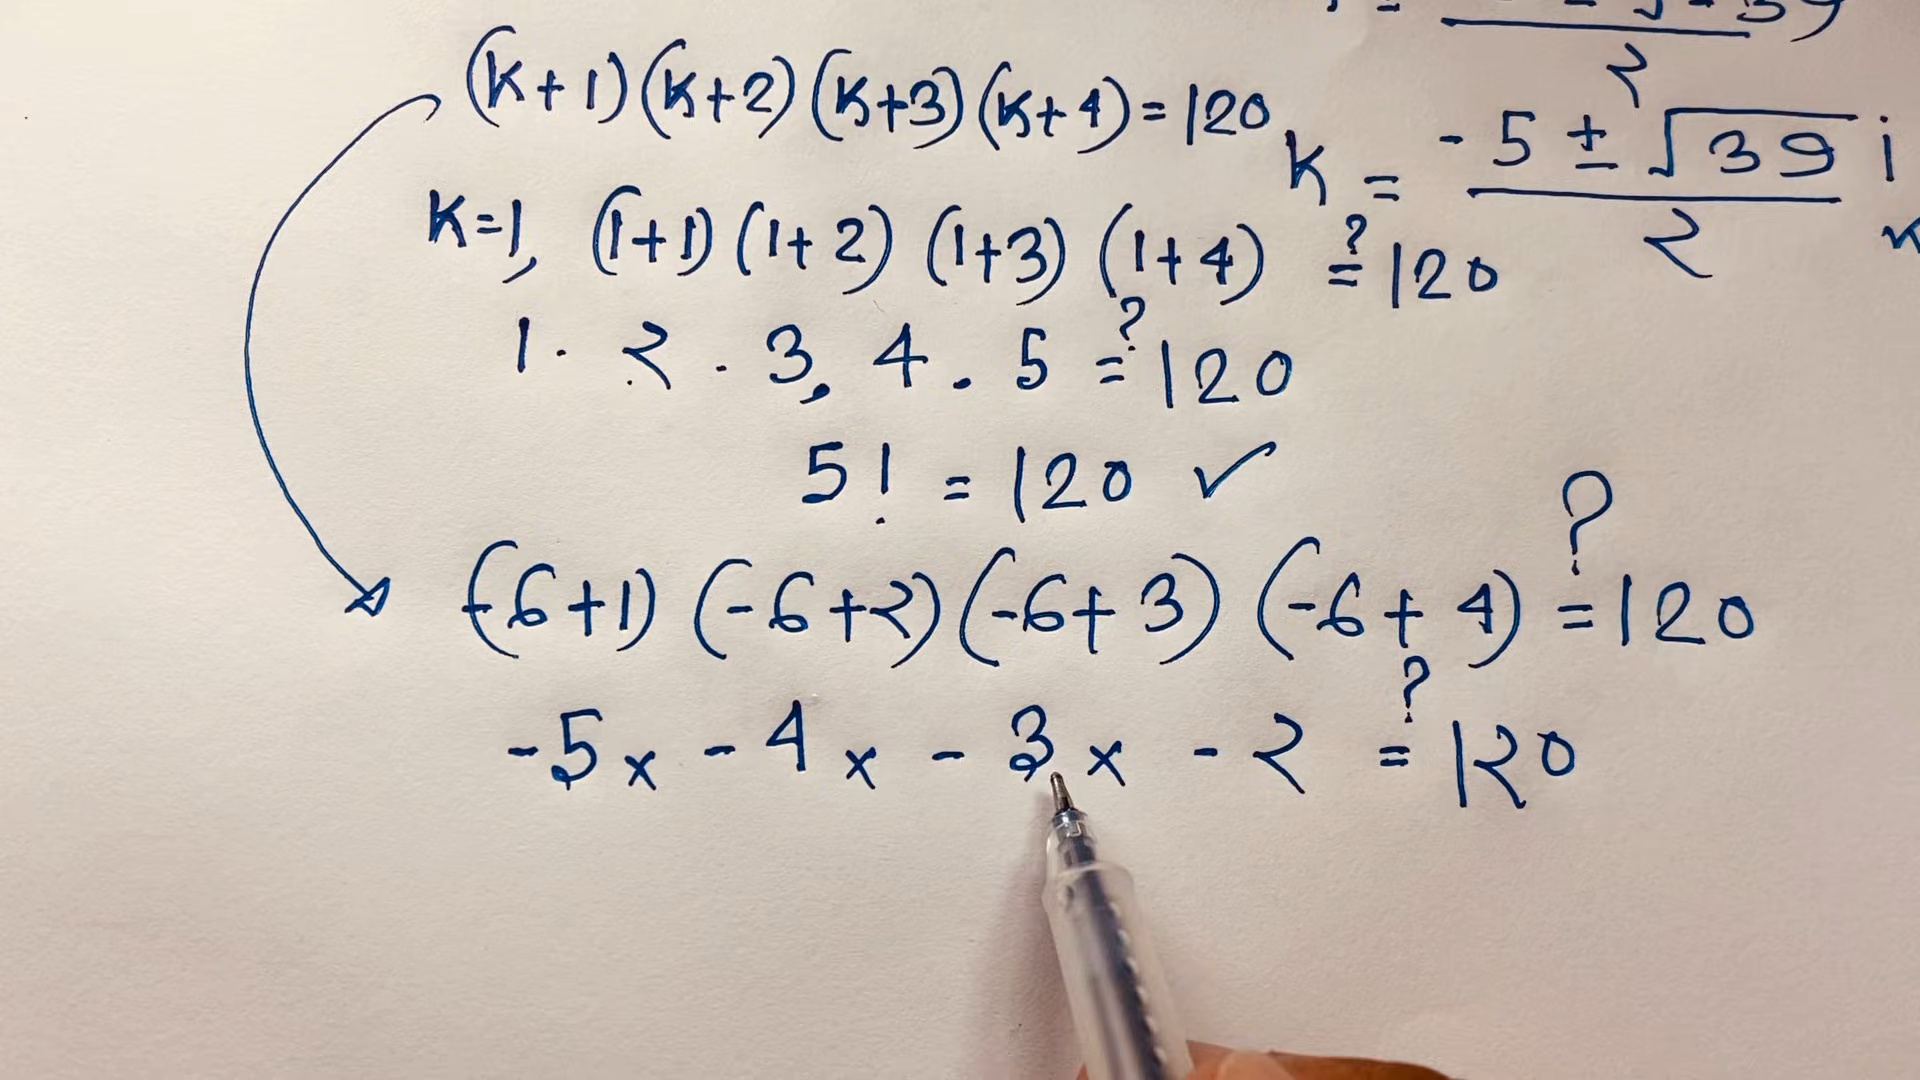 (K+1)(K+2)(K+3)(K+4)=120
K = -5 ± √39 i / 2
K=1, (1+1)(1+2)(1+3)(1+4) ?= 120
1 . 2 . 3 . 4 . 5 ?= 120
5! = 120 ✓
(-6+1)(-6+2)(-6+3)(-6+4) ?= 120
-5 x -4 x -3 x -2 ?= 120